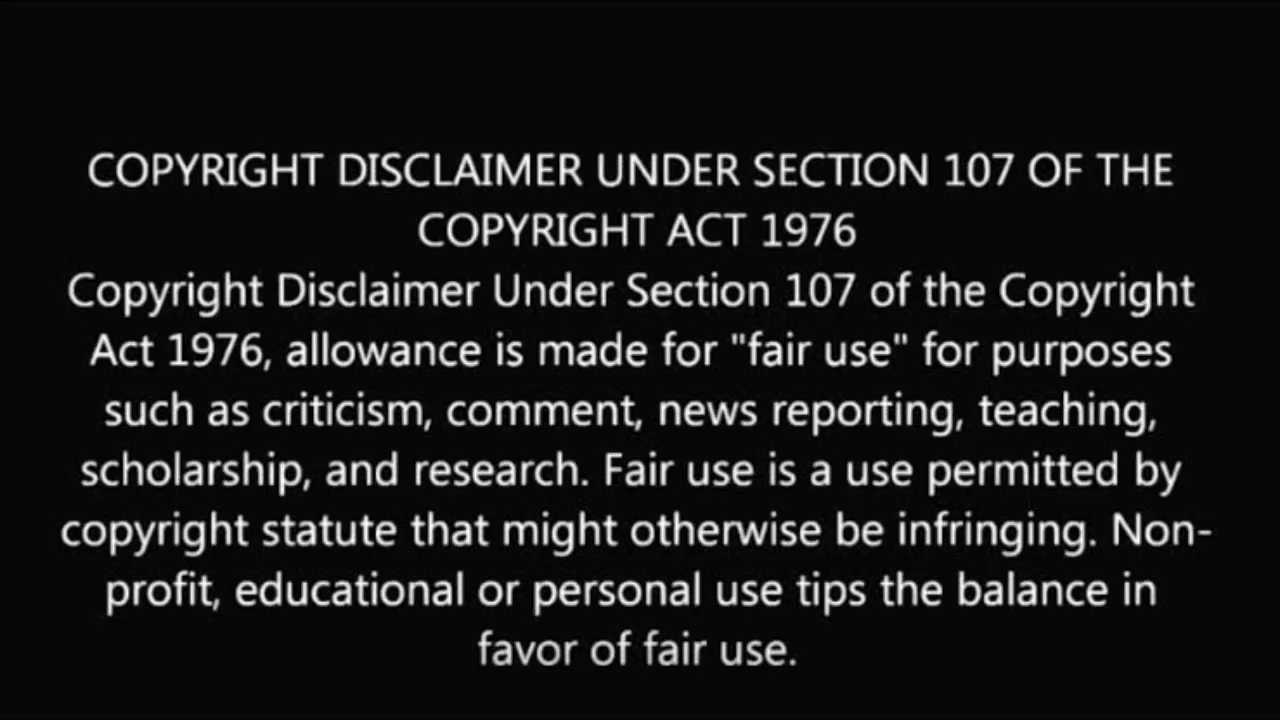 COPYRIGHT DISCLAIMER UNDER SECTION 107 OF THE
COPYRIGHT ACT 1976
Copyright Disclaimer Under Section 107 of the Copyright
Act 1976, allowance is made for "fair use" for purposes
such as criticism, comment, news reporting, teaching,
scholarship, and research. Fair use is a use permitted by
copyright statute that might otherwise be infringing. Non-
profit, educational or personal use tips the balance in
favor of fair use.